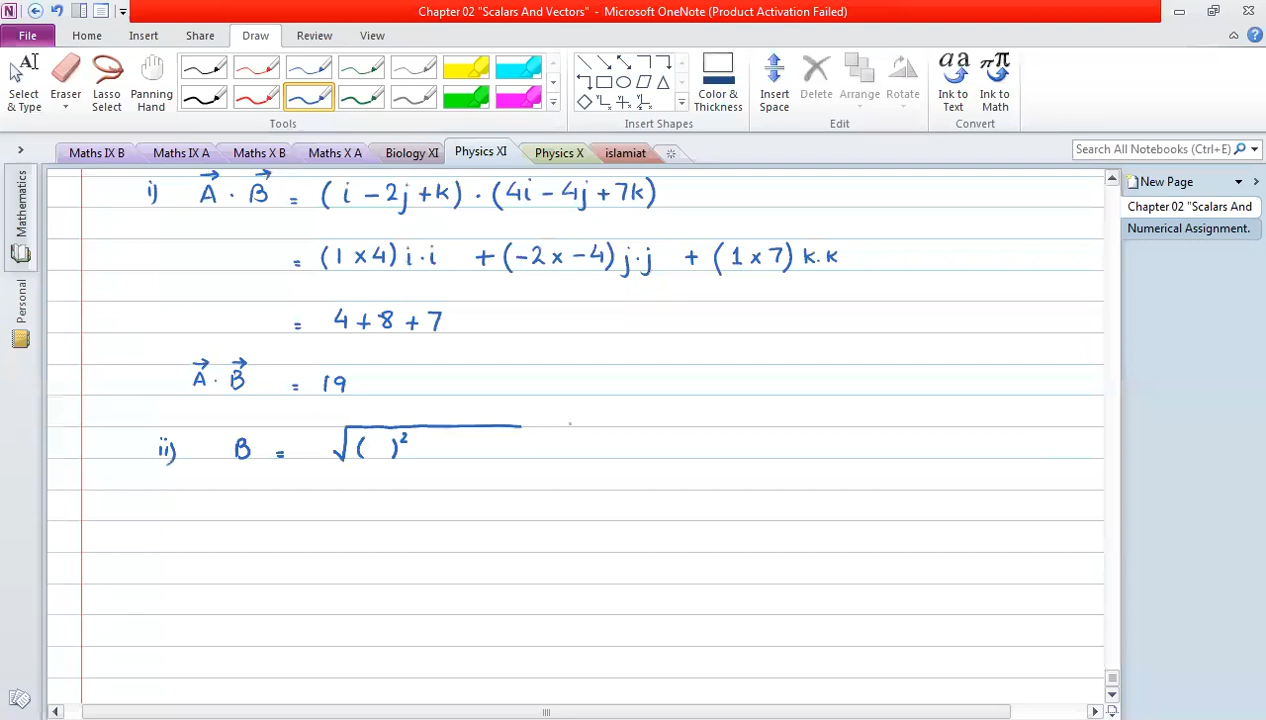 Chapter 02 "Scalars And Vectors" - Microsoft OneNote (Product Activation Failed)
File Home Insert Share Draw Review View
Select & Type Eraser Lasso Select Panning Hand Color & Thickness Insert Space Delete Arrange Rotate Ink to Text Ink to Math
Tools Insert Shapes Edit Convert
Maths IX B Maths IX A Maths X B Maths X A Biology XI Physics XI Physics X islamiat Search All Notebooks (Ctrl+E)
Mathematics
Personal
New Page
Chapter 02 "Scalars And
Numerical Assignment.
i) A⃗ · B⃗ = (i - 2j + k) · (4i - 4j + 7k)
= (1 x 4) i·i + (-2 x -4) j·j + (1 x 7) k.k
= 4 + 8 + 7
A⃗ · B⃗ = 19
ii) B = √( )²